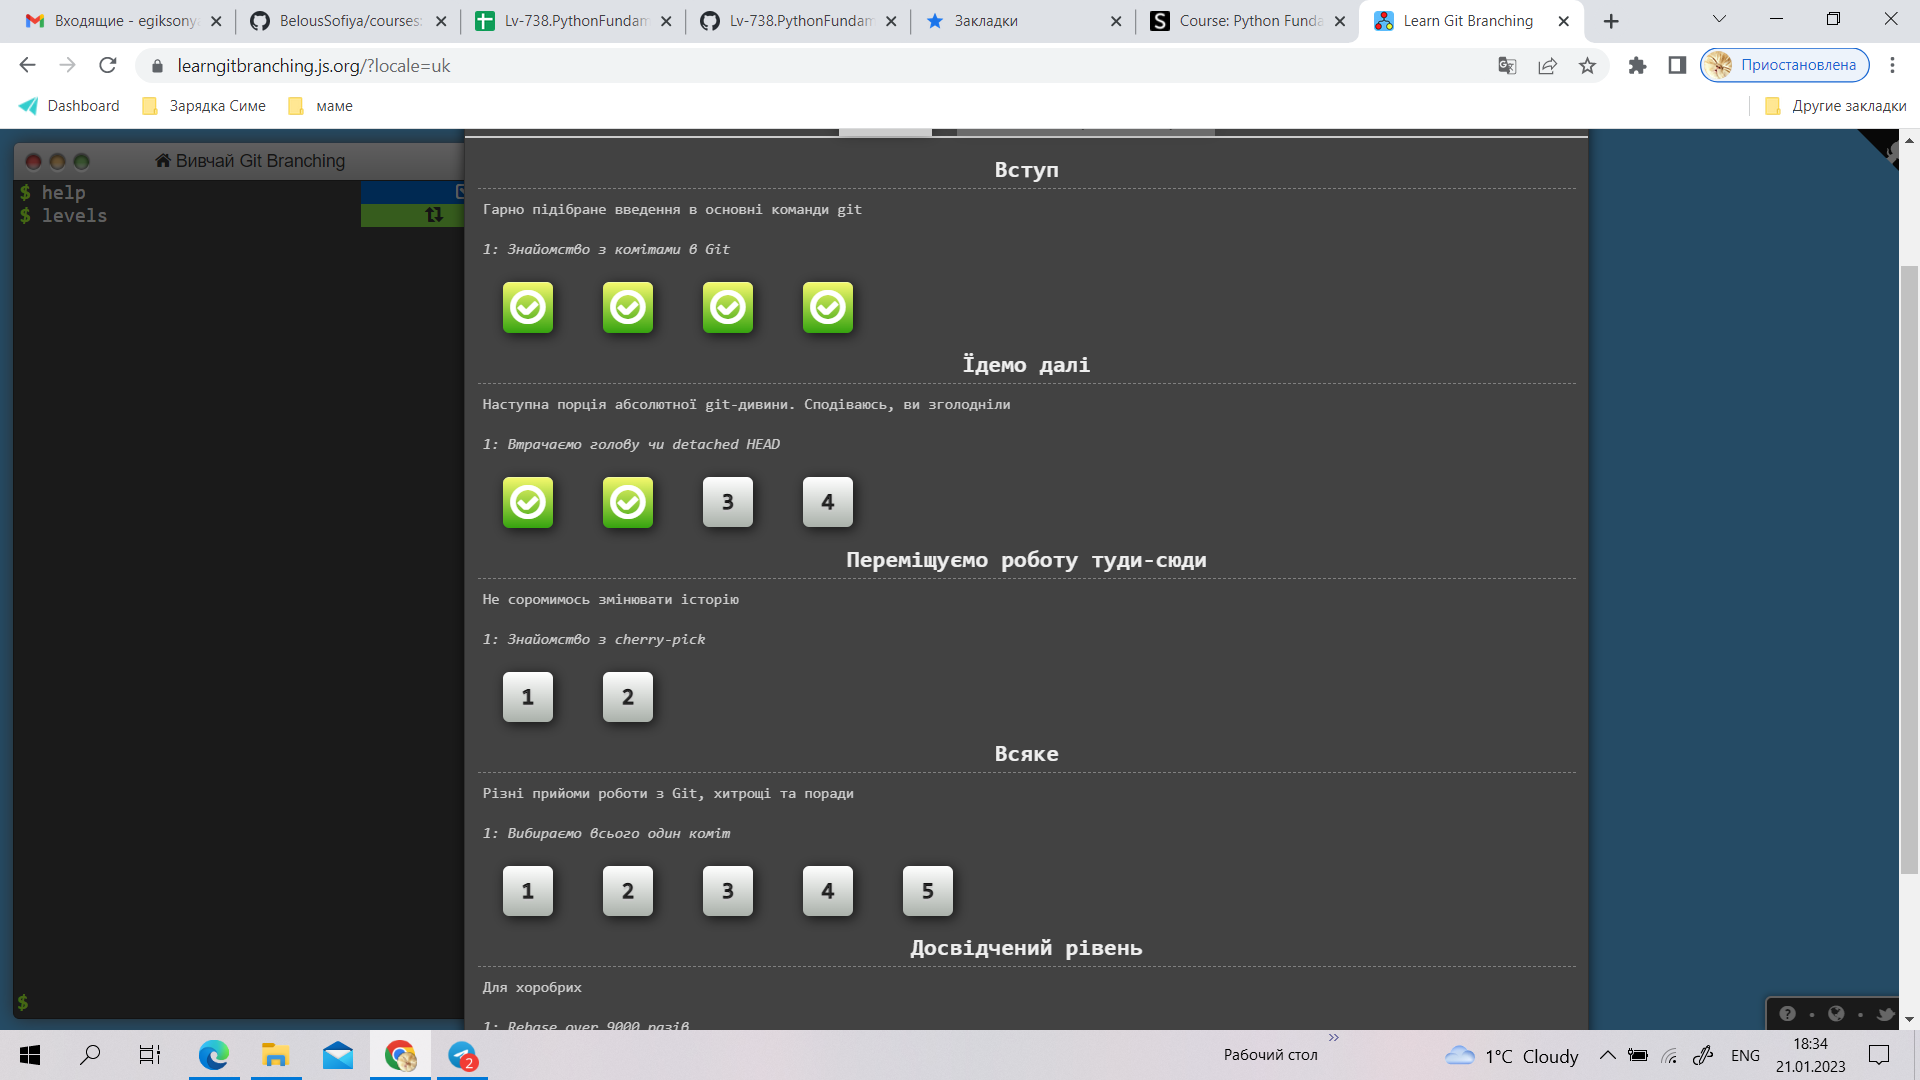 Входящие - egiksony
BelousSofiya/courses:
Lv-738.PythonFundam
Lv-738.PythonFundam
Закладки
Course: Python Funda
Learn Git Branching
learngitbranching.js.org/?locale=uk
Приостановлена
Dashboard
Зарядка Симе
маме
Другие закладки
Вивчай Git Branching
$ help
$ levels
$
Вступ
Гарно підібране введення в основні команди git
1: Знайомство з комітами в Git
Їдемо далі
Наступна порція абсолютної git-дивини. Сподіваюсь, ви зголодніли
1: Втрачаємо голову чи detached HEAD
3 4
Переміщуємо роботу туди-сюди
Не соромимось змінювати історію
1: Знайомство з cherry-pick
1 2
Всяке
Різні прийоми роботи з Git, хитрощі та поради
1: Вибираємо всього один коміт
1 2 3 4 5
Досвідчений рівень
Для хоробрих
1: Rebase over 9000 разів
2
Рабочий стол
1°C Cloudy
ENG
18:34
21.01.2023